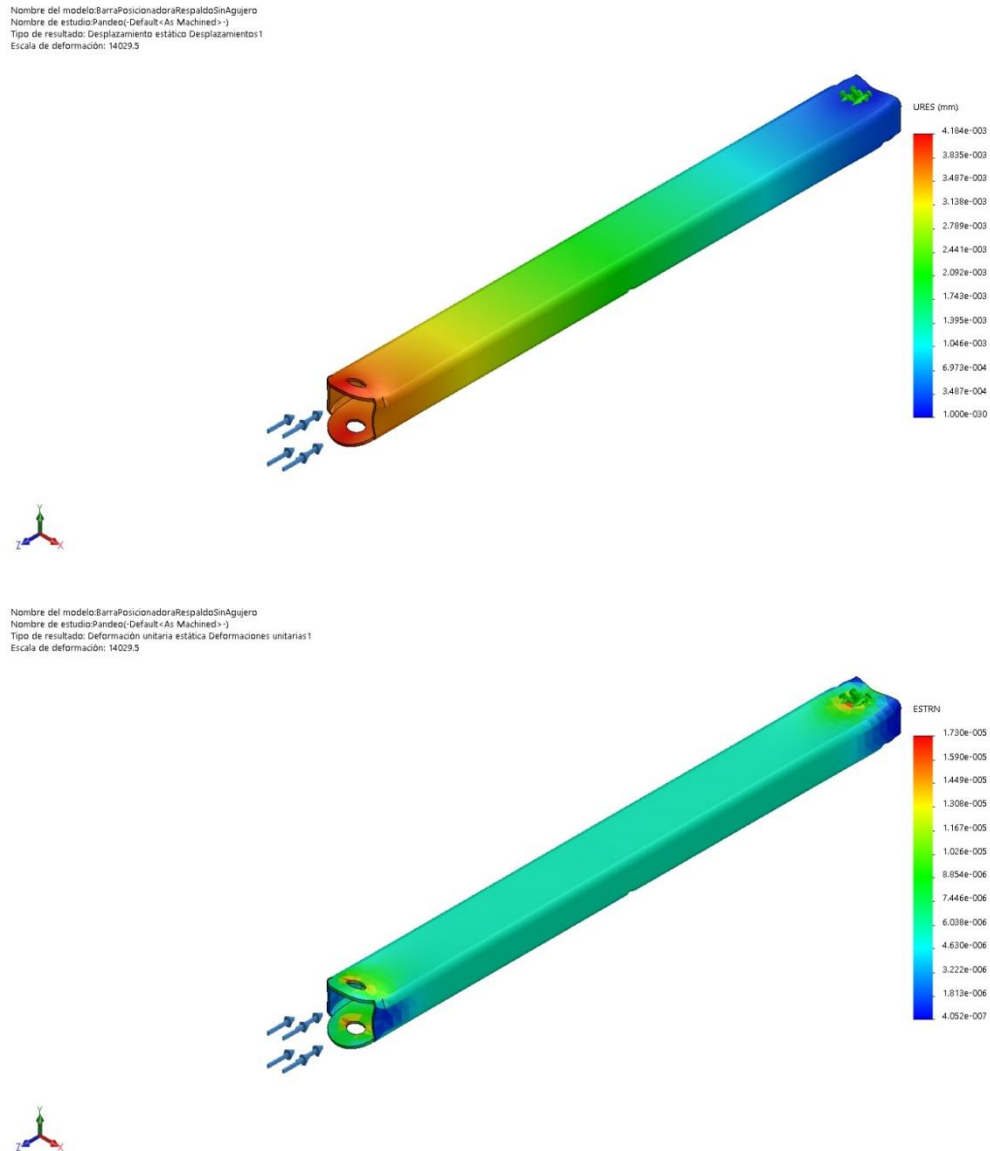 Nombre del modelo:BarraPosicionadoraRespaldoSinAgujero
Nombre de estudio:Pandeo(-Default<As Machined>-)
Tipo de resultado: Desplazamiento estático Desplazamientos1
Escala de deformación: 14029.5
URES (mm)
4.184e-003
3.835e-003
3.487e-003
3.138e-003
2.789e-003
2.441e-003
2.092e-003
1.743e-003
1.395e-003
1.046e-003
6.973e-004
3.487e-004
1.000e-030
Y
Z
X
Nombre del modelo:BarraPosicionadoraRespaldoSinAgujero
Nombre de estudio:Pandeo(-Default<As Machined>-)
Tipo de resultado: Deformación unitaria estática Deformaciones unitarias1
Escala de deformación: 14029.5
ESTRN
1.730e-005
1.590e-005
1.449e-005
1.308e-005
1.167e-005
1.026e-005
8.854e-006
7.446e-006
6.038e-006
4.630e-006
3.222e-006
1.813e-006
4.052e-007
Y
Z
X